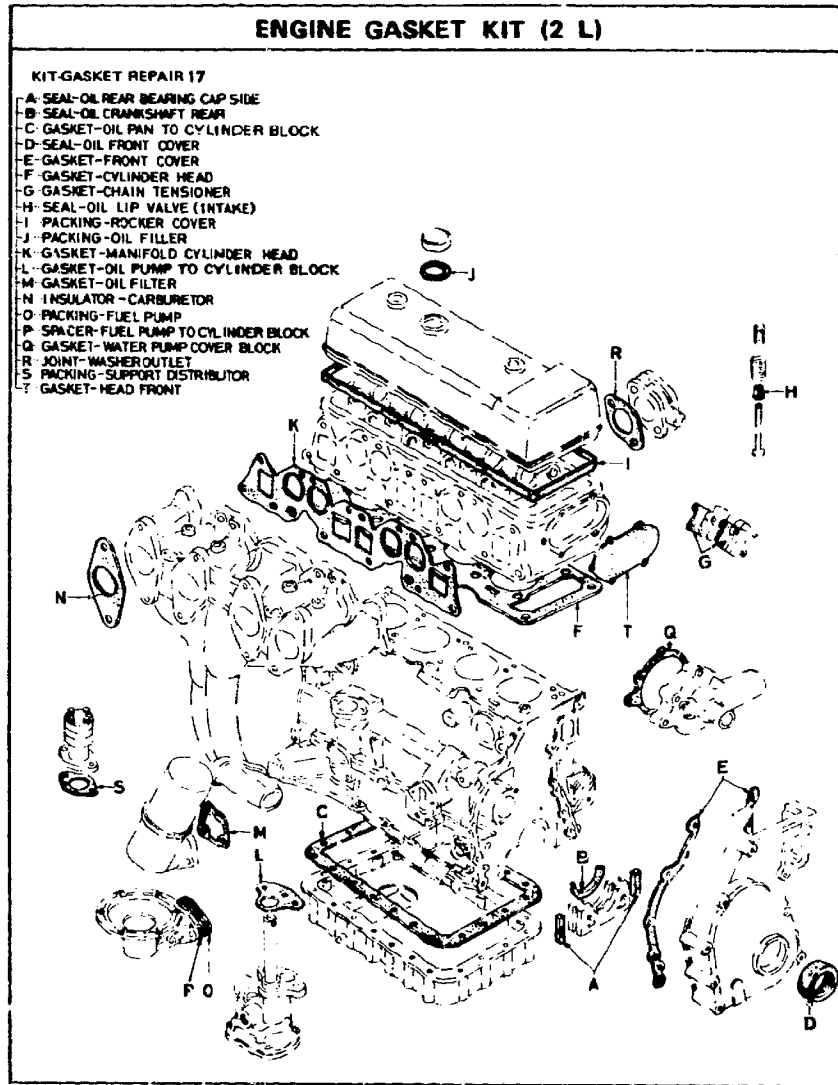 ENGINE GASKET KIT (2 L)
KIT-GASKET REPAIR 17
A SEAL-OIL REAR BEARING CAP SIDE
B SEAL-OIL CRANKSHAFT REAR
C GASKET-OIL PAN TO CYLINDER BLOCK
D SEAL-OIL FRONT COVER
E GASKET-FRONT COVER
F GASKET-CYLINDER HEAD
G GASKET-CHAIN TENSIONER
H SEAL-OIL LIP VALVE (INTAKE)
I PACKING-ROCKER COVER
J PACKING-OIL FILLER
K GASKET-MANIFOLD CYLINDER HEAD
L GASKET-OIL PUMP TO CYLINDER BLOCK
M GASKET-OIL FILTER
N INSULATOR-CARBURETOR
O PACKING-FUEL PUMP
P SPACER-FUEL PUMP TO CYLINDER BLOCK
Q GASKET-WATER PUMP COVER BLOCK
R JOINT-WASHER OUTLET
S PACKING-SUPPORT DISTRIBUTOR
T GASKET-HEAD FRONT
J
R
H
K
I
G
N
F
T
Q
S
E
C
M
L
B
P O
A
D